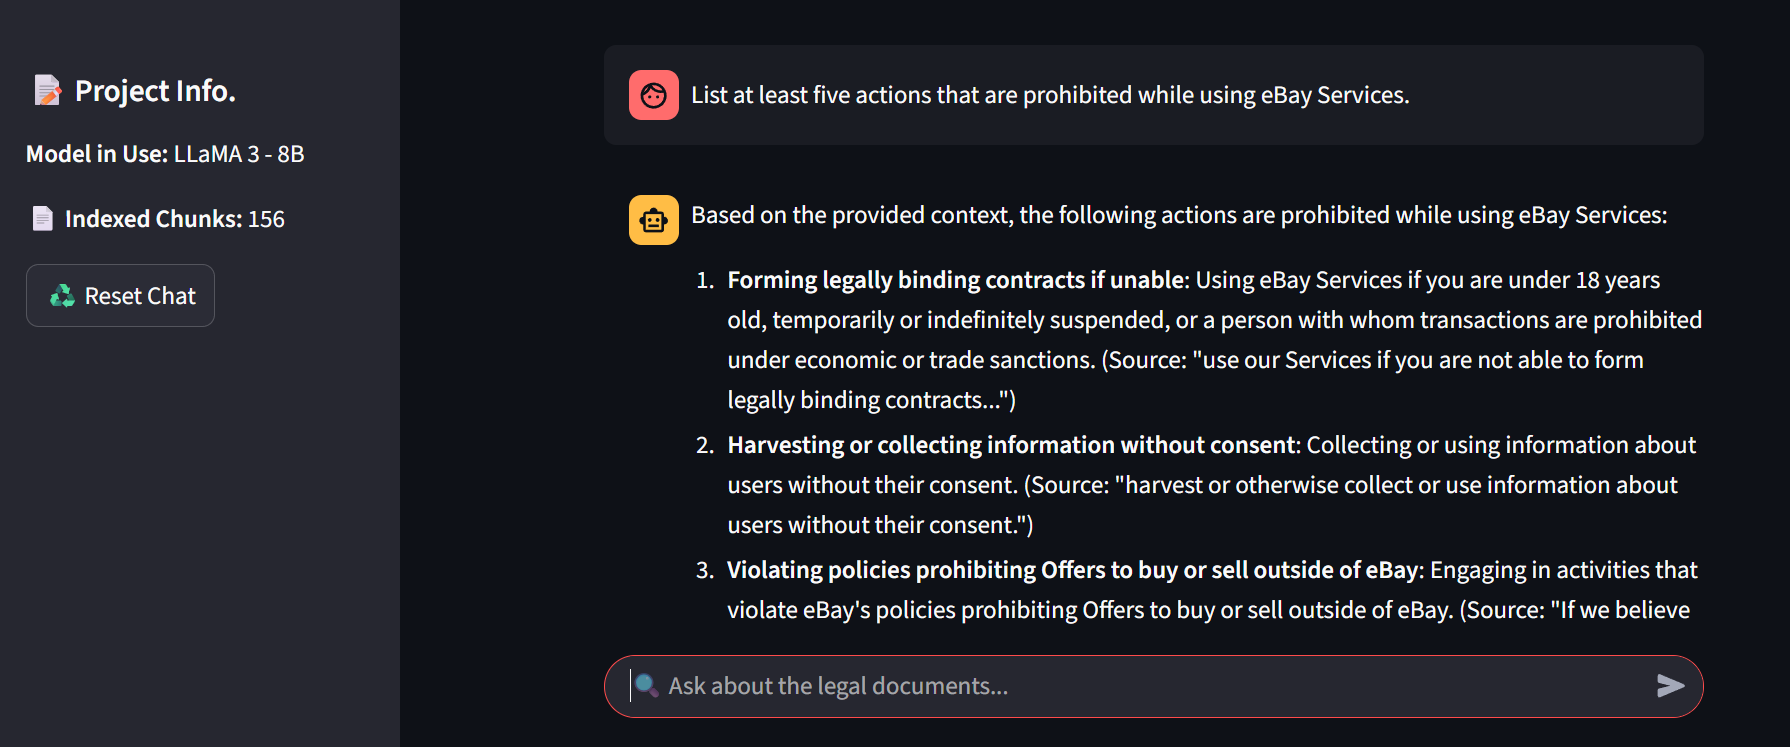 Project Info.
Model in Use: LLaMA 3 - 8B
Indexed Chunks: 156
Reset Chat
List at least five actions that are prohibited while using eBay Services.
Based on the provided context, the following actions are prohibited while using eBay Services:
1. Forming legally binding contracts if unable: Using eBay Services if you are under 18 years
old, temporarily or indefinitely suspended, or a person with whom transactions are prohibited
under economic or trade sanctions. (Source: "use our Services if you are not able to form
legally binding contracts...")
2. Harvesting or collecting information without consent: Collecting or using information about
users without their consent. (Source: "harvest or otherwise collect or use information about
users without their consent.")
3. Violating policies prohibiting Offers to buy or sell outside of eBay: Engaging in activities that
violate eBay's policies prohibiting Offers to buy or sell outside of eBay. (Source: "If we believe
Ask about the legal documents...